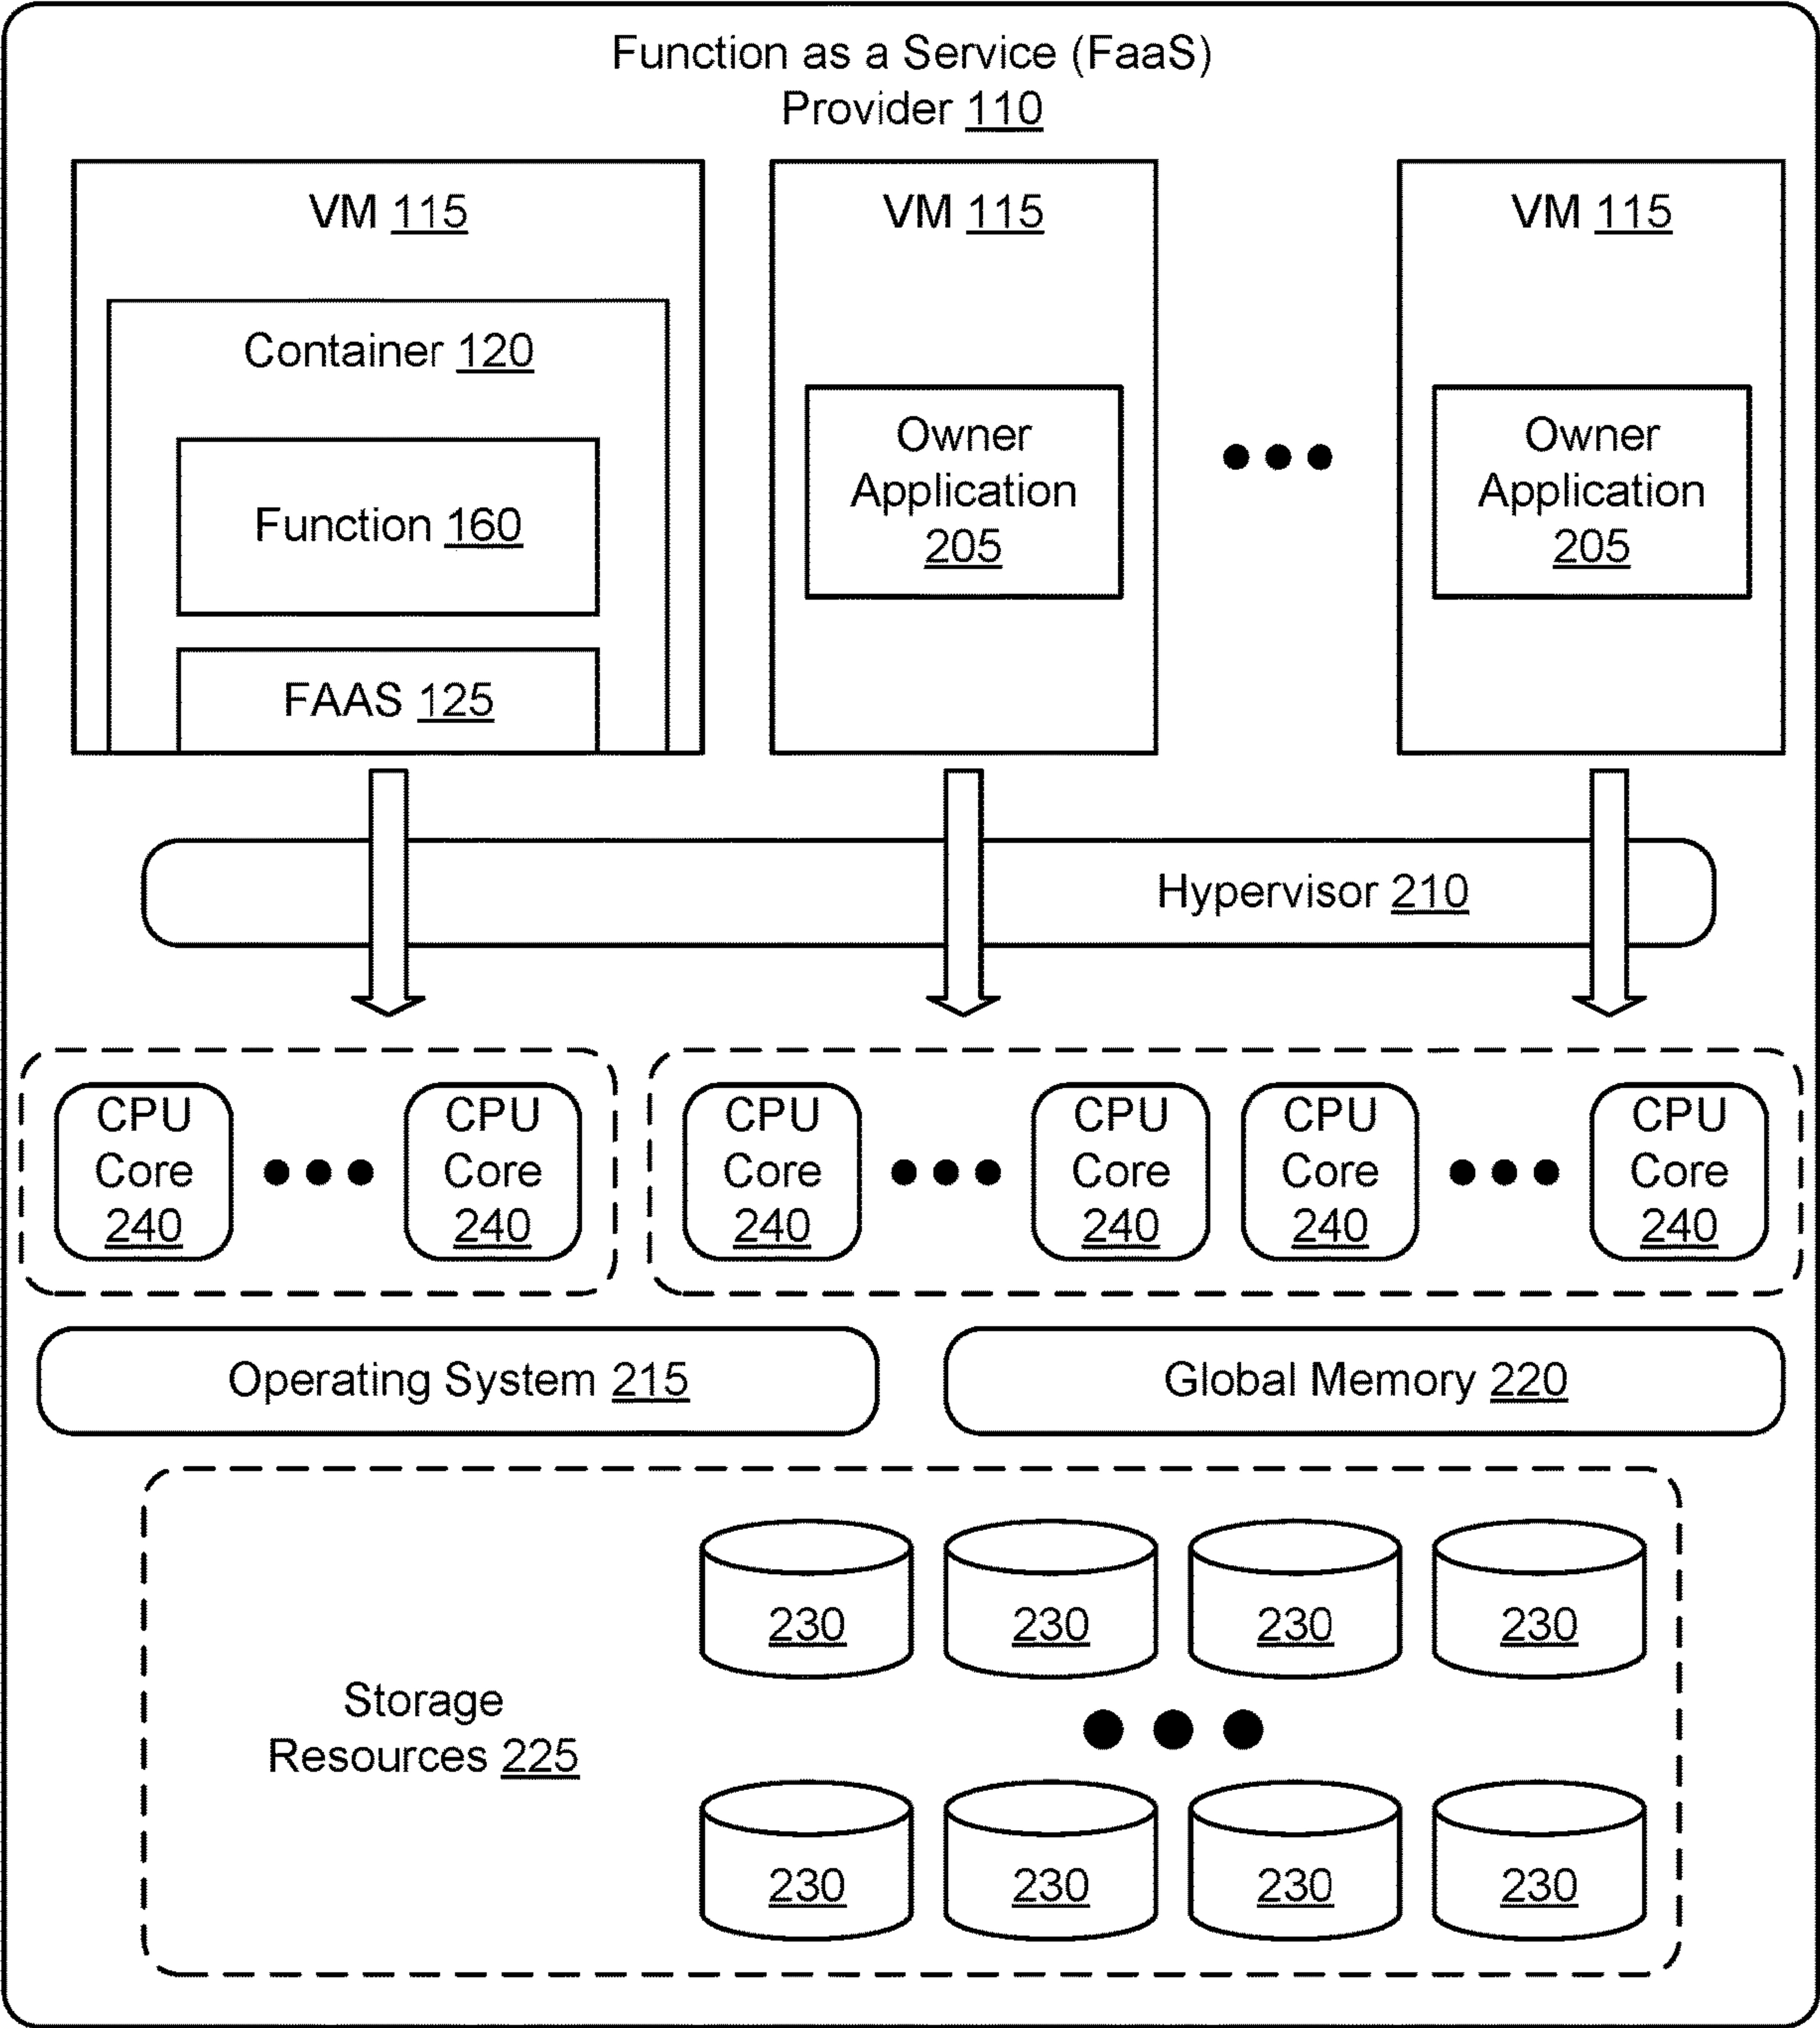 Function as a Service (FaaS)
Provider 110
VM 115
Container 120
Function 160
FAAS 125
VM 115
Owner
Application
205
VM 115
Owner
Application
205
Hypervisor 210
CPU
Core
240
CPU
Core
240
CPU
Core
240
CPU
Core
240
CPU
Core
240
CPU
Core
240
Operating System 215
Global Memory 220
Storage
Resources 225
230
230
230
230
230
230
230
230